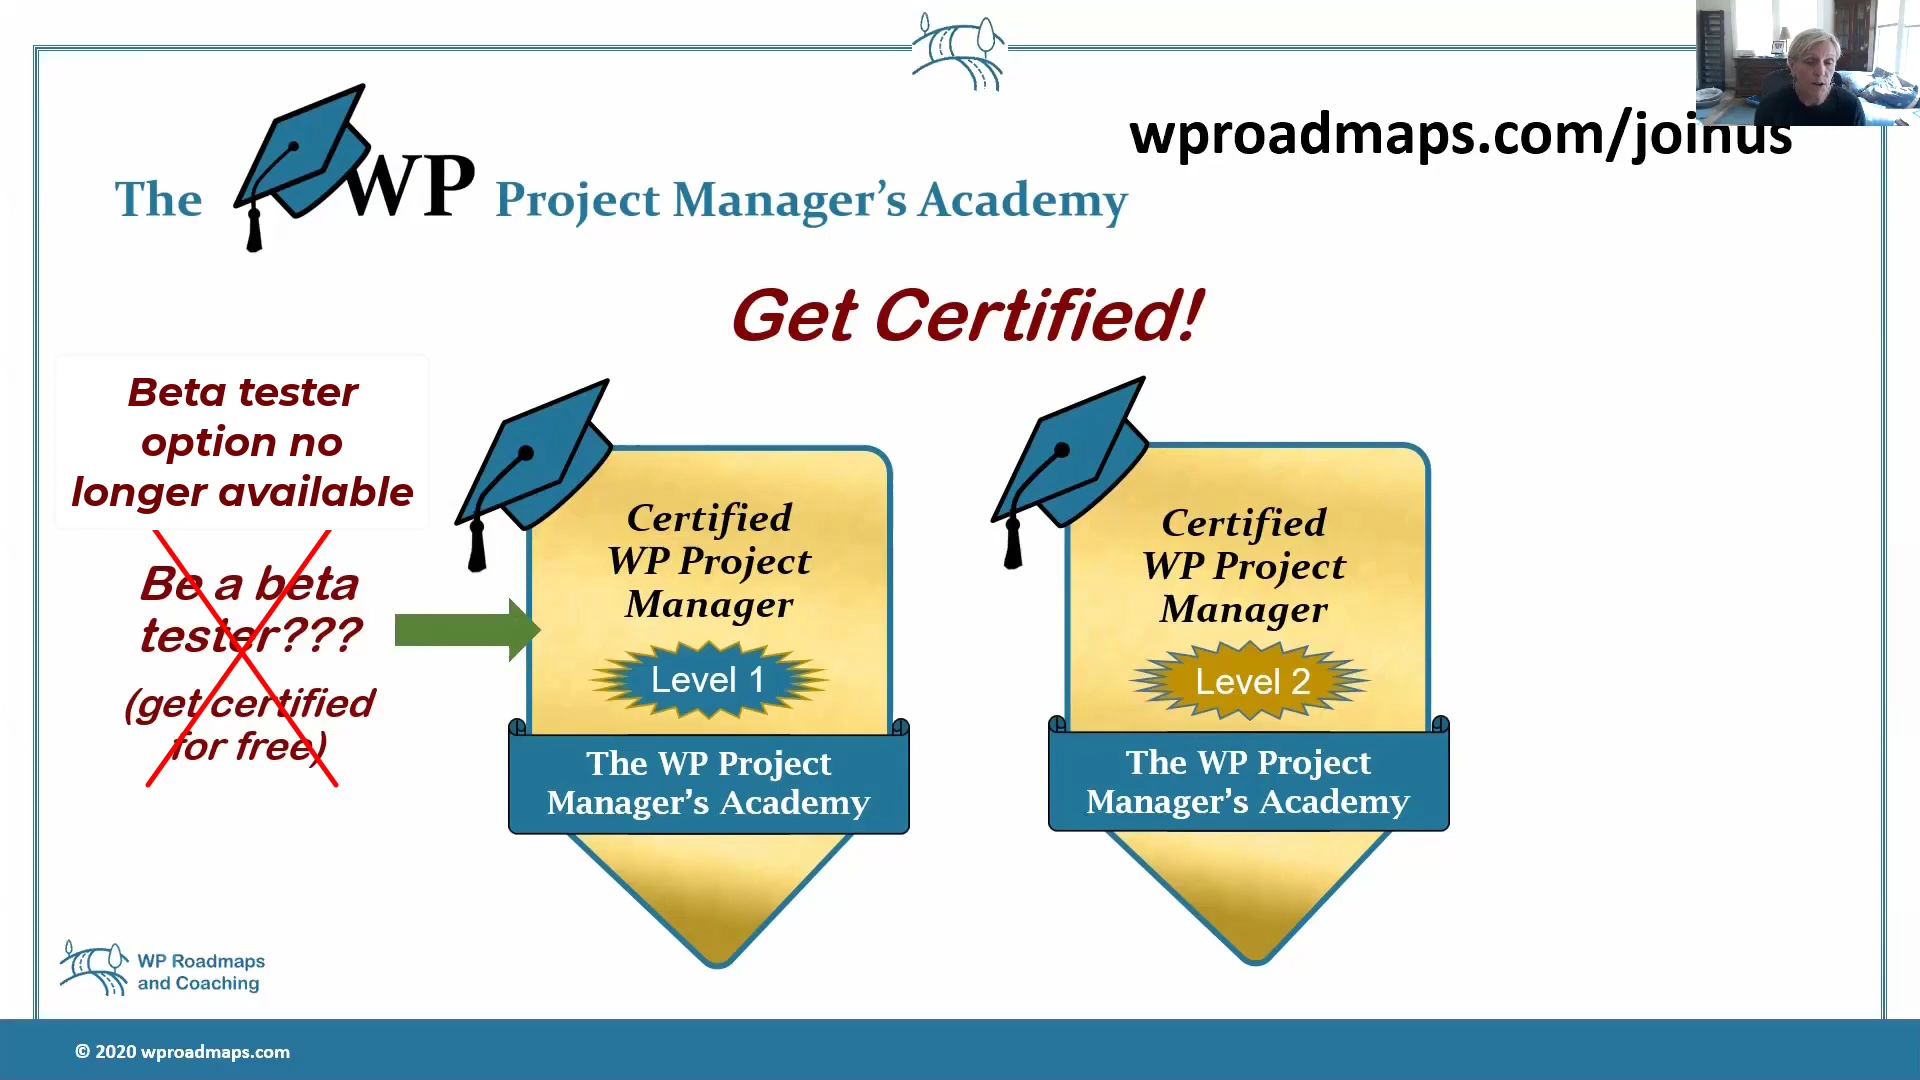 wproadmaps.com/joinus
The WP Project Manager's Academy
Get Certified!
Beta tester
option no
longer available
Be a beta
tester???
(get certified
for free)
Certified
WP Project
Manager
Level 1
The WP Project
Manager's Academy
Certified
WP Project
Manager
Level 2
The WP Project
Manager's Academy
WP Roadmaps
and Coaching
© 2020 wproadmaps.com